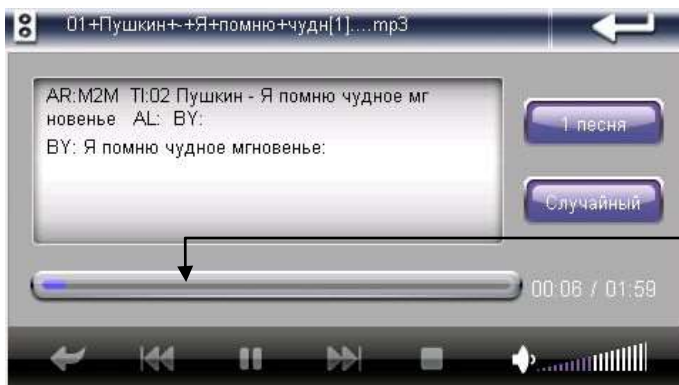 01+Пушкин+-+Я+помню+чудн[1]....mp3
AR:M2M TI:02 Пушкин - Я помню чудное мг
новенье AL: BY:
BY: Я помню чудное мгновенье:
1 песня
Случайный
00:06 / 01:59